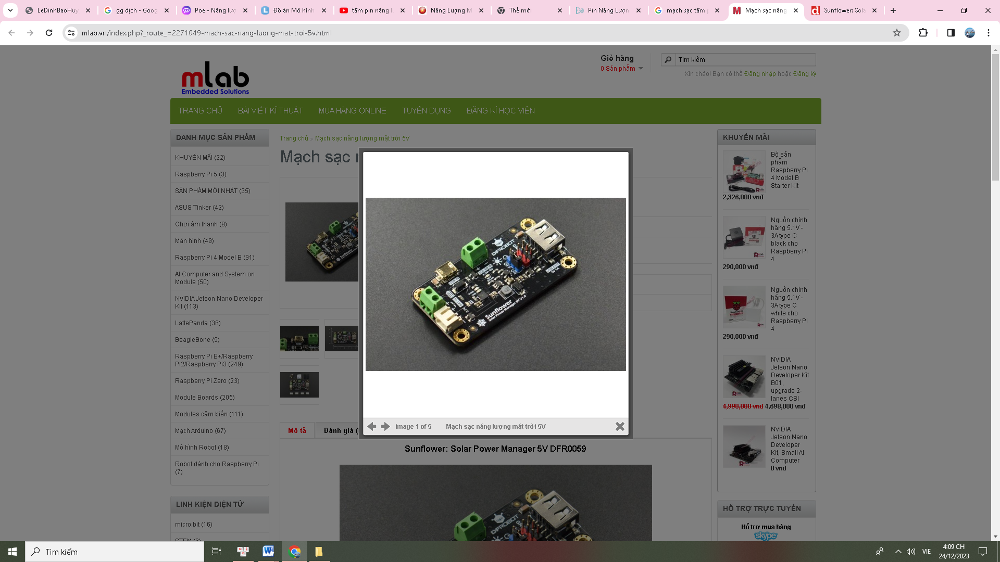 LeDinhBaoHuy
gg dịch - Goog
Poe - Năng lượ
Đồ án Mô hình
tấm pin năng l
Năng Lượng M
Thẻ mới
Pin Năng Lượn
mạch sạc tấm
Mạch sạc năng
Sunflower: Sola
mlab.vn/index.php?_route_=2271049-mach-sac-nang-luong-mat-troi-5v.html
mlab
Embedded Solutions
Giỏ hàng
0 Sản phẩm
Tìm kiếm
Xin chào! Bạn có thể Đăng nhập hoặc Đăng ký
TRANG CHỦ
BÀI VIẾT KĨ THUẬT
MUA HÀNG ONLINE
TUYỂN DỤNG
ĐĂNG KÍ HỌC VIÊN
DANH MỤC SẢN PHẨM
KHUYẾN MÃI (22)
Raspberry Pi 5 (3)
SẢN PHẨM MỚI NHẤT (35)
ASUS Tinker (42)
Chơi âm thanh (9)
Màn hình (49)
Raspberry Pi 4 Model B (91)
AI Computer and System on
Module (50)
NVIDIA Jetson Nano Developer
Kit (113)
LattePanda (36)
BeagleBone (5)
Raspberry Pi B+/Raspberry
Pi2/Raspberry Pi3 (249)
Raspberry Pi Zero (23)
Module Boards (205)
Modules cảm biến (111)
Mạch Arduino (67)
Mô hình Robot (18)
Robot dành cho Raspberry Pi
(7)
LINH KIỆN ĐIỆN TỬ
micro:bit (16)
STEM (6)
Trang chủ » Mạch sạc năng lượng mặt trời 5V
Mạch sạc
DFROBOT
USB OUT
5V 1A
Sunflower
Solar Power Manager 5V V1.0
image 1 of 5
Mạch sạc năng lượng mặt trời 5V
Mô tả
Đánh giá (
Sunflower: Solar Power Manager 5V DFR0059
DFROBOT
KHUYẾN MÃI
Bộ sản
phẩm
Raspberry Pi
4 Model B
Starter Kit
2,326,000 vnđ
Nguồn chính
hãng 5.1V -
3A type C
black cho
Raspberry Pi
4
290,000 vnđ
Nguồn chính
hãng 5.1V -
3A type C
white cho
Raspberry Pi
4
290,000 vnđ
NVIDIA
Jetson Nano
Developer Kit
B01,
upgrade 2-
lanes CSI
4,990,000 vnđ 4,698,000 vnđ
NVIDIA
Jetson Nano
Developer
Kit, Small AI
Computer
0 vnđ
HỖ TRỢ TRỰC TUYẾN
Hỗ trợ mua hàng
skype
Tìm kiếm
VIE
4:09 CH
24/12/2023